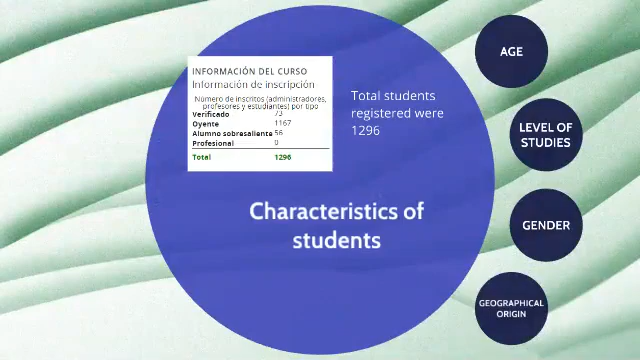 INFORMACIÓN DEL CURSO
Información de inscripción
Número de inscritos (administradores,
profesores y estudiantes) por tipo
Verificado 73
Oyente 1167
Alumno sobresaliente 56
Profesional 0
Total 1296
Total students
registered were
1296
Characteristics of
students
AGE
LEVEL OF
STUDIES
GENDER
GEOGRAPHICAL
ORIGIN